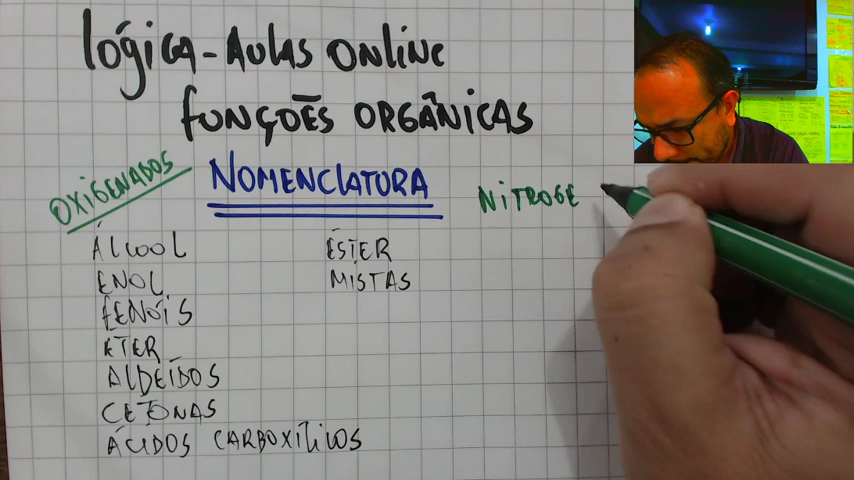 lógica - Aulas Online
funções orgânicas
Oxigenados
Nomenclatura
Nitroge
Álcool
Enol
fenóis
Éter
Aldeídos
Cetonas
Ácidos Carboxílicos
Éster
Mistas